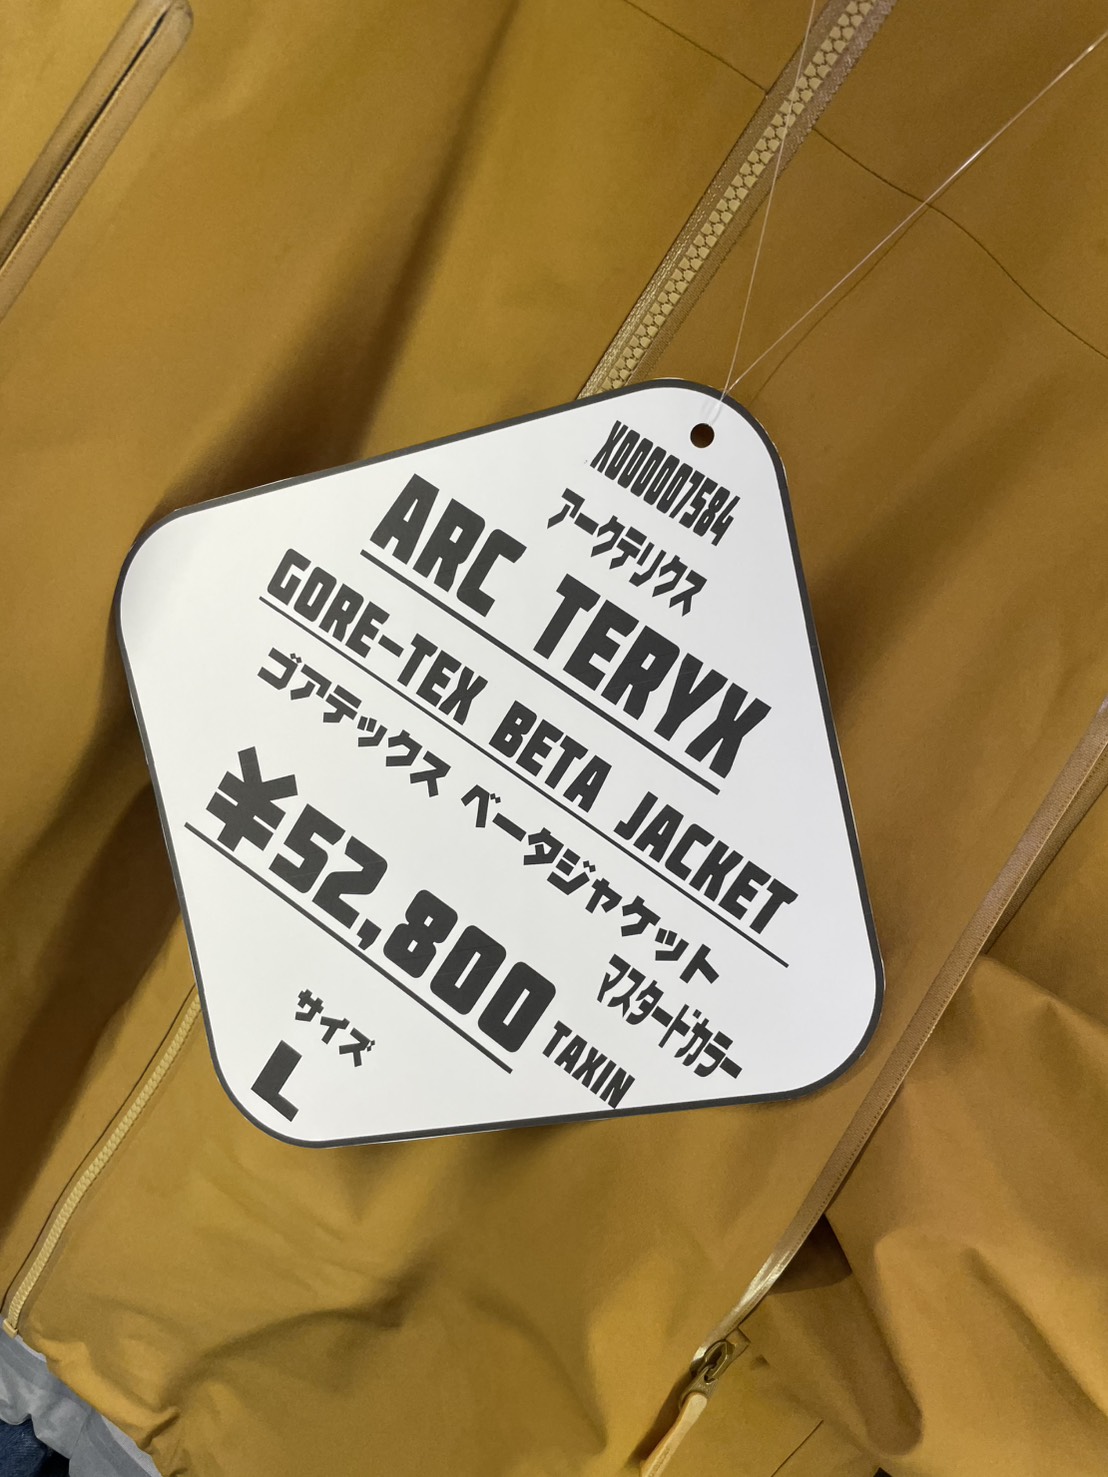 X000007584
アークテリクス
ARC TERYX
GORE-TEX BETA JACKET
ゴアテックス ベータジャケット
マスタードカラー
¥52,800 TAXIN
サイズ
L